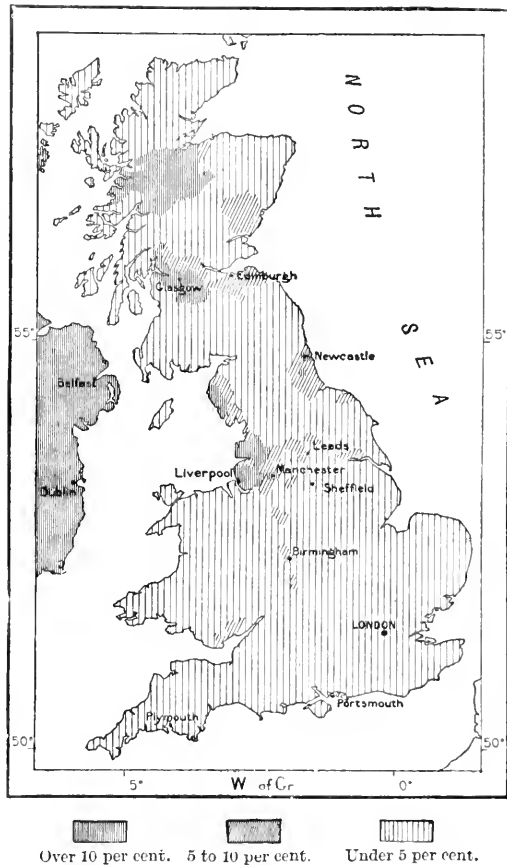 NORTH
SEA
55°
55°
Edinburgh
Glasgow
Newcastle
Belfast
Leads
Liverpool
Manchester
Dublin
Sheffield
Birmingham
LONDON
Portsmouth
Plymouth
50°
50°
5° W of Gr 0°
Over 10 per cent. 5 to 10 per cent. Under 5 per cent.